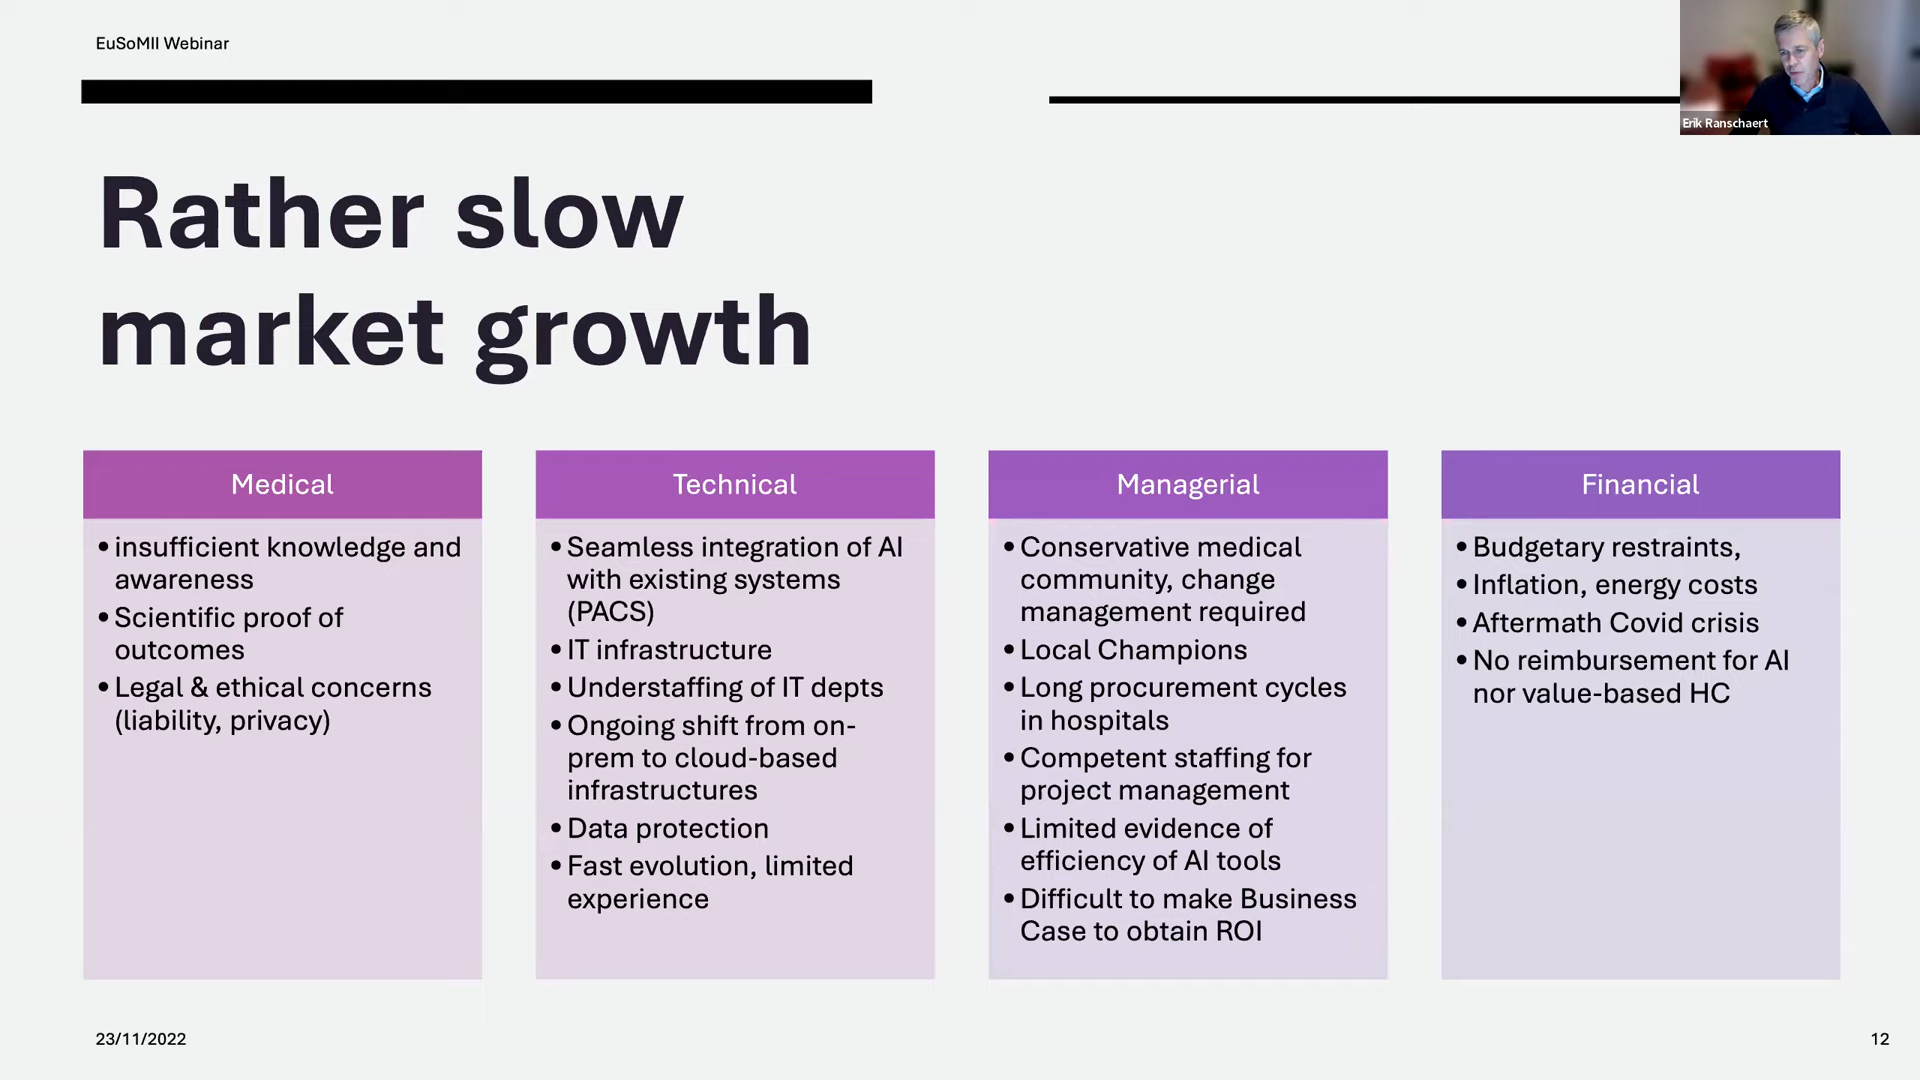 EuSoMII Webinar
Erik Ranschaert
Rather slow
market growth
Medical
• insufficient knowledge and
awareness
• Scientific proof of
outcomes
• Legal & ethical concerns
(liability, privacy)
Technical
• Seamless integration of AI
with existing systems
(PACS)
• IT infrastructure
• Understaffing of IT depts
• Ongoing shift from on-
prem to cloud-based
infrastructures
• Data protection
• Fast evolution, limited
experience
Managerial
• Conservative medical
community, change
management required
• Local Champions
• Long procurement cycles
in hospitals
• Competent staffing for
project management
• Limited evidence of
efficiency of AI tools
• Difficult to make Business
Case to obtain ROI
Financial
• Budgetary restraints,
• Inflation, energy costs
• Aftermath Covid crisis
• No reimbursement for AI
nor value-based HC
23/11/2022
12